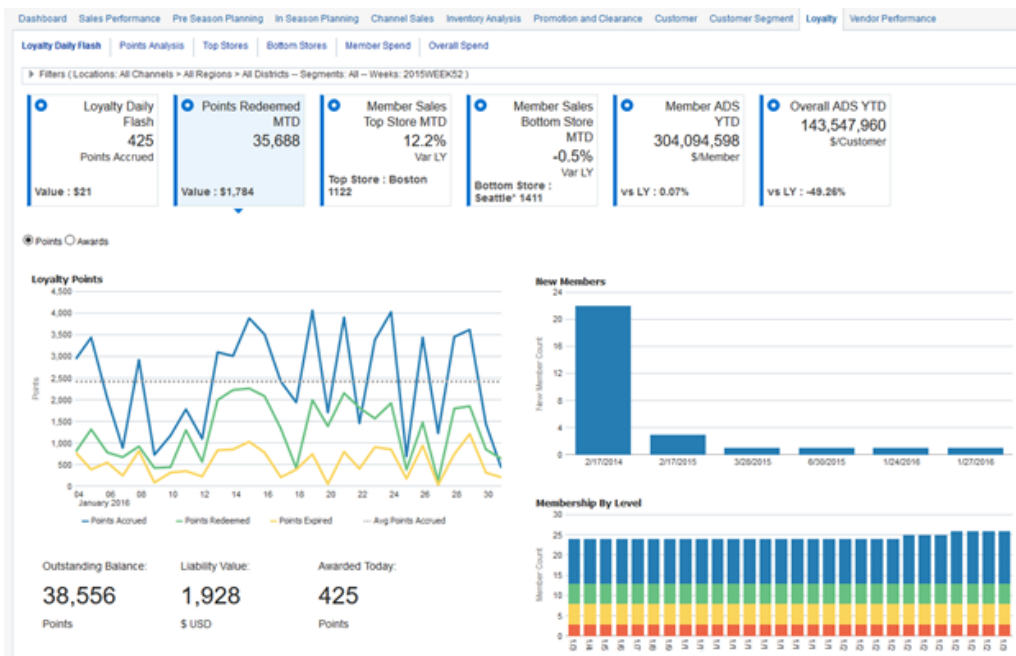 Dashboard Sales Performance Pre Season Planning In Season Planning Channel Sales Inventory Analysis Promotion and Clearance Customer Customer Segment Loyalty Vendor Performance
Loyalty Daily Flash Points Analysis Top Stores Bottom Stores Member Spend Overall Spend
Filters ( Locations: All Channels > All Regions > All Districts -- Segments: All -- Weeks: 2015WEEK52 )
Loyalty Daily
Flash
425
Points Accrued
Value : $21
Points Redeemed
MTD
35,688
Value : $1,784
Member Sales
Top Store MTD
12.2%
Var LY
Top Store : Boston
1122
Member Sales
Bottom Store
MTD
-0.5%
Var LY
Bottom Store :
Seattle* 1411
Member ADS
YTD
304,094,598
$/Member
vs LY : 0.07%
Overall ADS YTD
143,547,960
$/Customer
vs LY : -49.26%
Points Awards
Loyalty Points
4,500
4,000
3,500
3,000
2,500
2,000
1,500
1,000
500
0
Points
04 06 08 10 12 14 16 18 20 22 24 26 28 30
January 2016
Points Accrued Points Redeemed Points Expired Avg Points Accrued
Outstanding Balance:
38,556
Points
Liability Value:
1,928
$ USD
Awarded Today:
425
Points
New Members
24
20
16
12
8
4
0
New Member Count
2/17/2014 2/17/2015 3/28/2015 6/30/2015 1/24/2016 1/27/2016
Membership By Level
30
25
20
15
10
5
0
Member Count